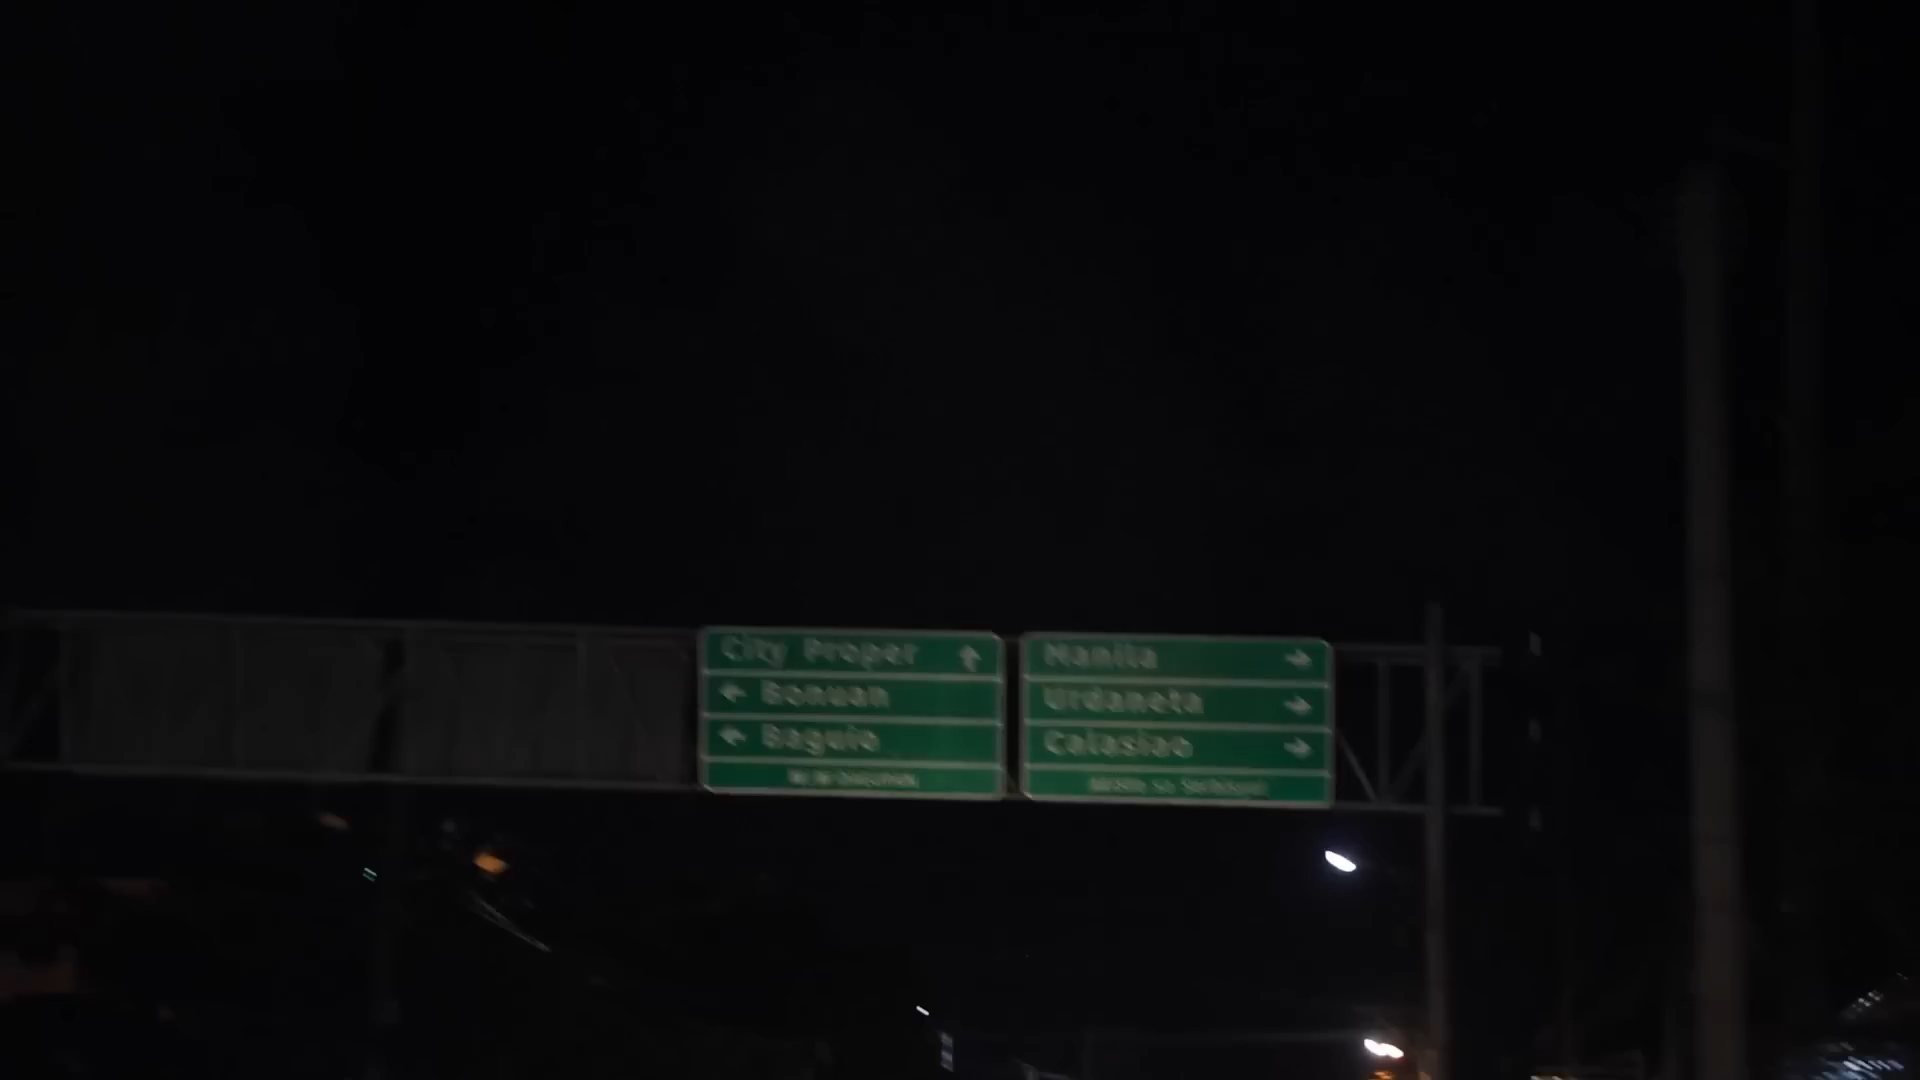 City Proper
Bonuan
Baguio
Manila
Urdaneta
Calasiao